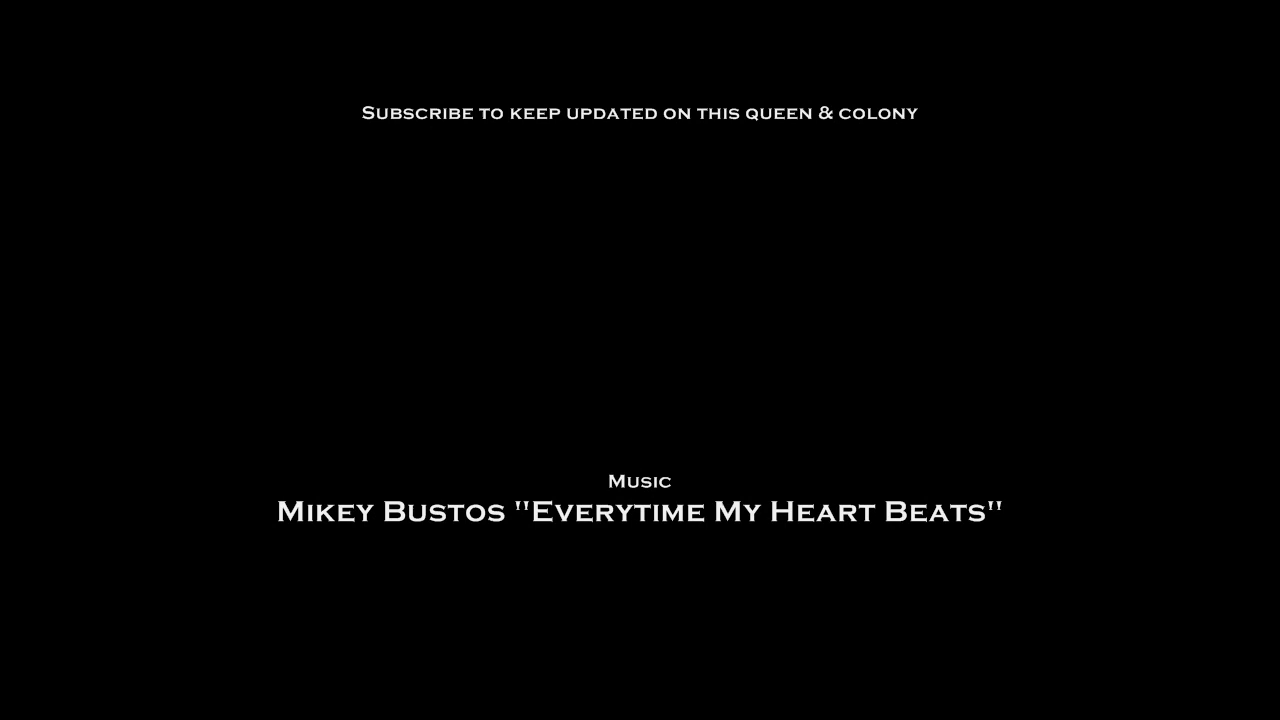 Subscribe to keep updated on this queen & colony
Music
Mikey Bustos "Everytime My Heart Beats"